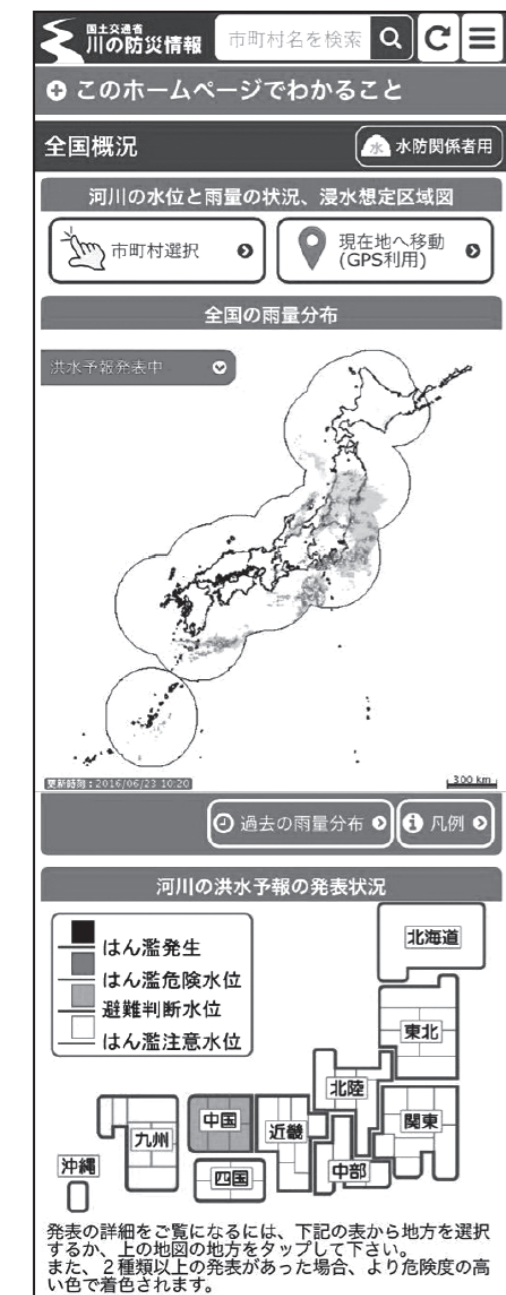 国土交通省
川の防災情報
市町村名を検索
このホームページでわかること
全国概況
水 水防関係者用
河川の水位と雨量の状況、浸水想定区域図
市町村選択
現在地へ移動
(GPS利用)
全国の雨量分布
洪水予報発表中
更新時刻:2016/06/23 10:20
300 km
過去の雨量分布
凡例
河川の洪水予報の発表状況
はん濫発生
はん濫危険水位
避難判断水位
はん濫注意水位
北海道
東北
北陸
関東
中国
近畿
九州
中部
四国
沖縄
発表の詳細をご覧になるには、下記の表から地方を選択
するか、上の地図の地方をタップして下さい。
また、2種類以上の発表があった場合、より危険度の高
い色で着色されます。